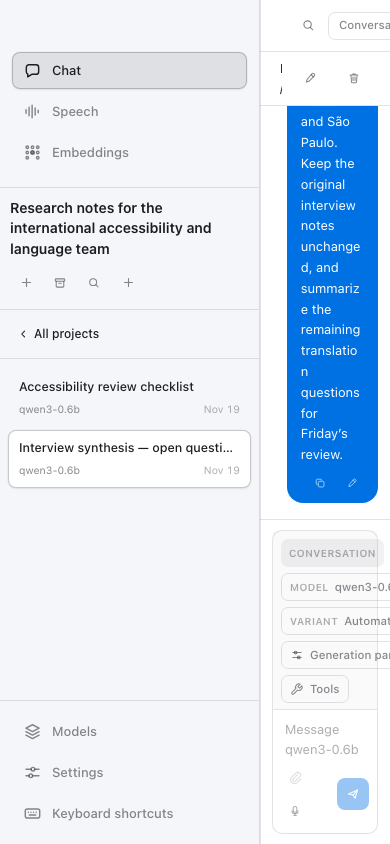 Chat
Speech
Embeddings
Research notes for the
international accessibility and
language team
All projects
Accessibility review checklist
qwen3-0.6b
Nov 19
Interview synthesis — open questi…
qwen3-0.6b
Nov 19
Models
Settings
Keyboard shortcuts
and São
Paulo.
Keep the
original
interview
notes
unchange
d, and
summariz
e the
remaining
translatio
n
questions
for
Friday’s
review.
CONVERSATION
MODEL qwen3-0.6
VARIANT Automat
Generation par
Tools
Message
qwen3-0.6b